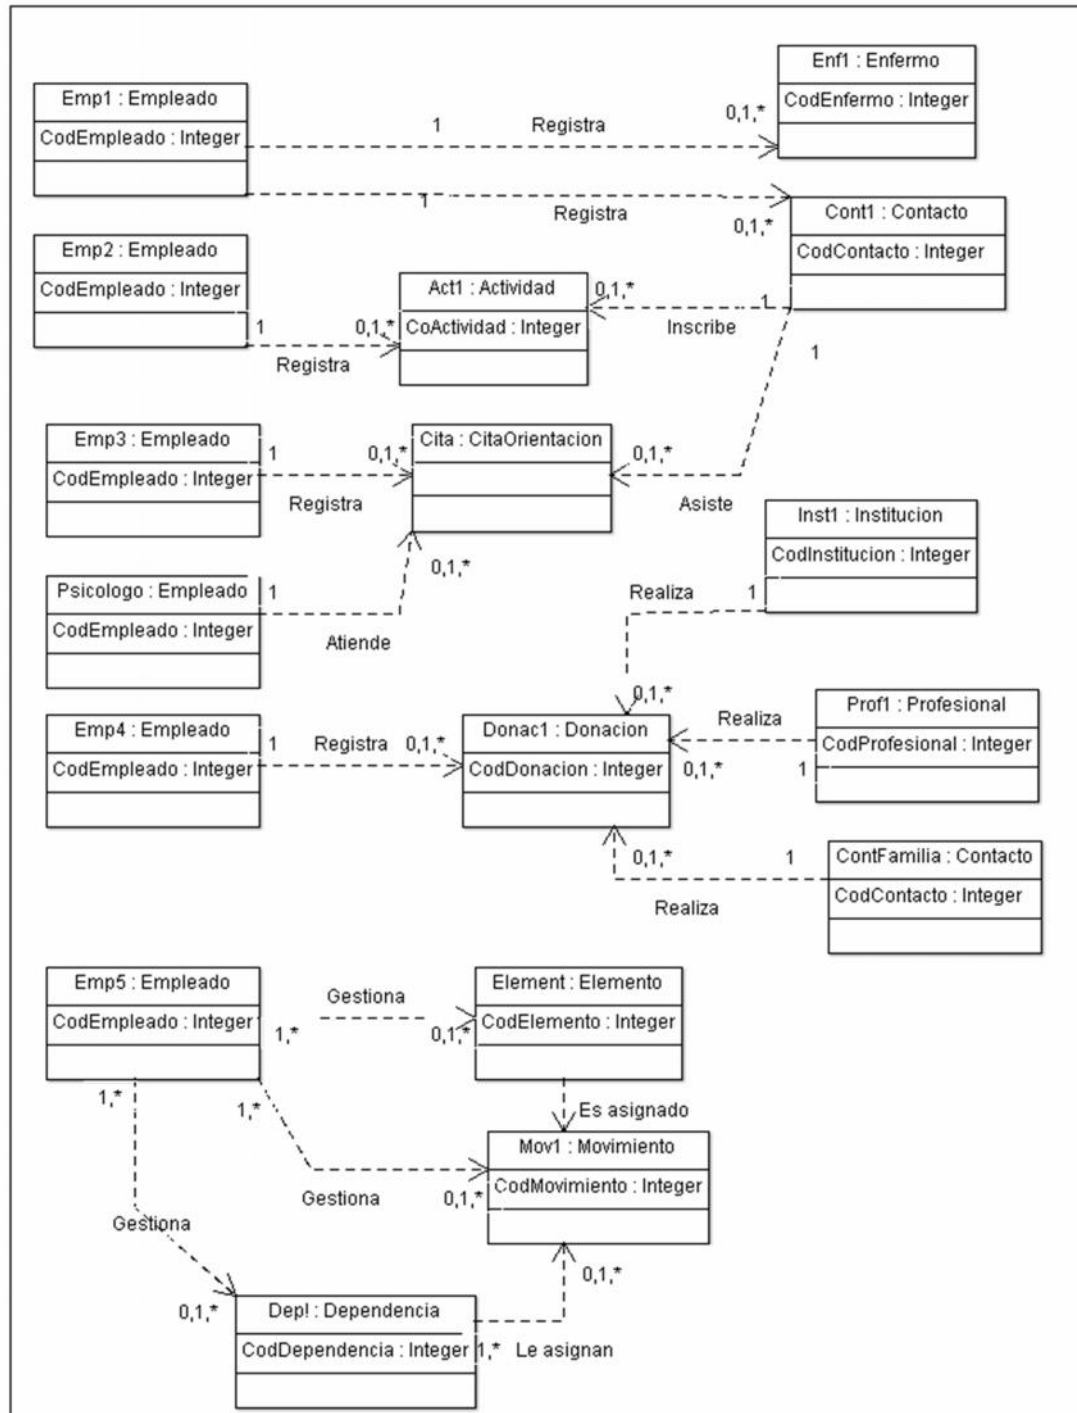 Enf1 : Enfermo
CodEnfermo : Integer
Emp1 : Empleado
CodEmpleado : Integer
1
Registra
0,1,*
1
Registra
0,1,*
Cont1 : Contacto
CodContacto : Integer
Emp2 : Empleado
CodEmpleado : Integer
1
Registra
0,1,*
Act1 : Actividad
CoActividad : Integer
0,1,*
1
Inscribe
1
Emp3 : Empleado
CodEmpleado : Integer
1
Registra
0,1,*
Cita : CitaOrientacion
0,1,*
Asiste
Inst1 : Institucion
CodInstitucion : Integer
Psicologo : Empleado
CodEmpleado : Integer
1
Atiende
0,1,*
Realiza
1
0,1,*
Emp4 : Empleado
CodEmpleado : Integer
1
Registra
0,1,*
Donac1 : Donacion
CodDonacion : Integer
Realiza
0,1,*
1
Prof1 : Profesional
CodProfesional : Integer
0,1,*
1
Realiza
ContFamilia : Contacto
CodContacto : Integer
Emp5 : Empleado
CodEmpleado : Integer
Gestiona
1,*
0,1,*
Element : Elemento
CodElemento : Integer
1,*
1,*
Es asignado
Mov1 : Movimiento
CodMovimiento : Integer
Gestiona
0,1,*
Gestiona
0,1,*
0,1,*
Dep! : Dependencia
CodDependencia : Integer
1,*
Le asignan